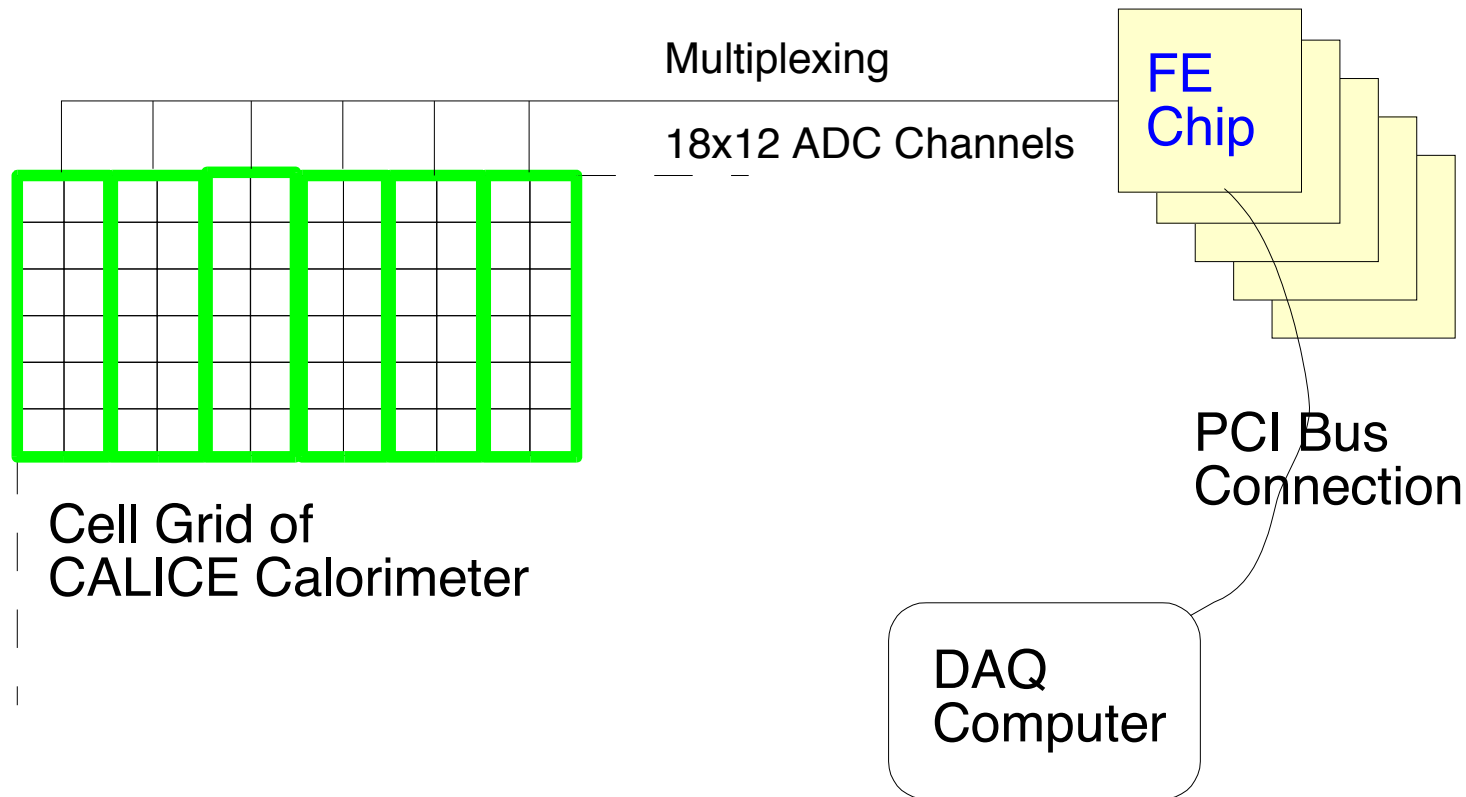 Multiplexing
18x12 ADC Channels
FE
Chip
PCI Bus
Connection
Cell Grid of
CALICE Calorimeter
DAQ
Computer